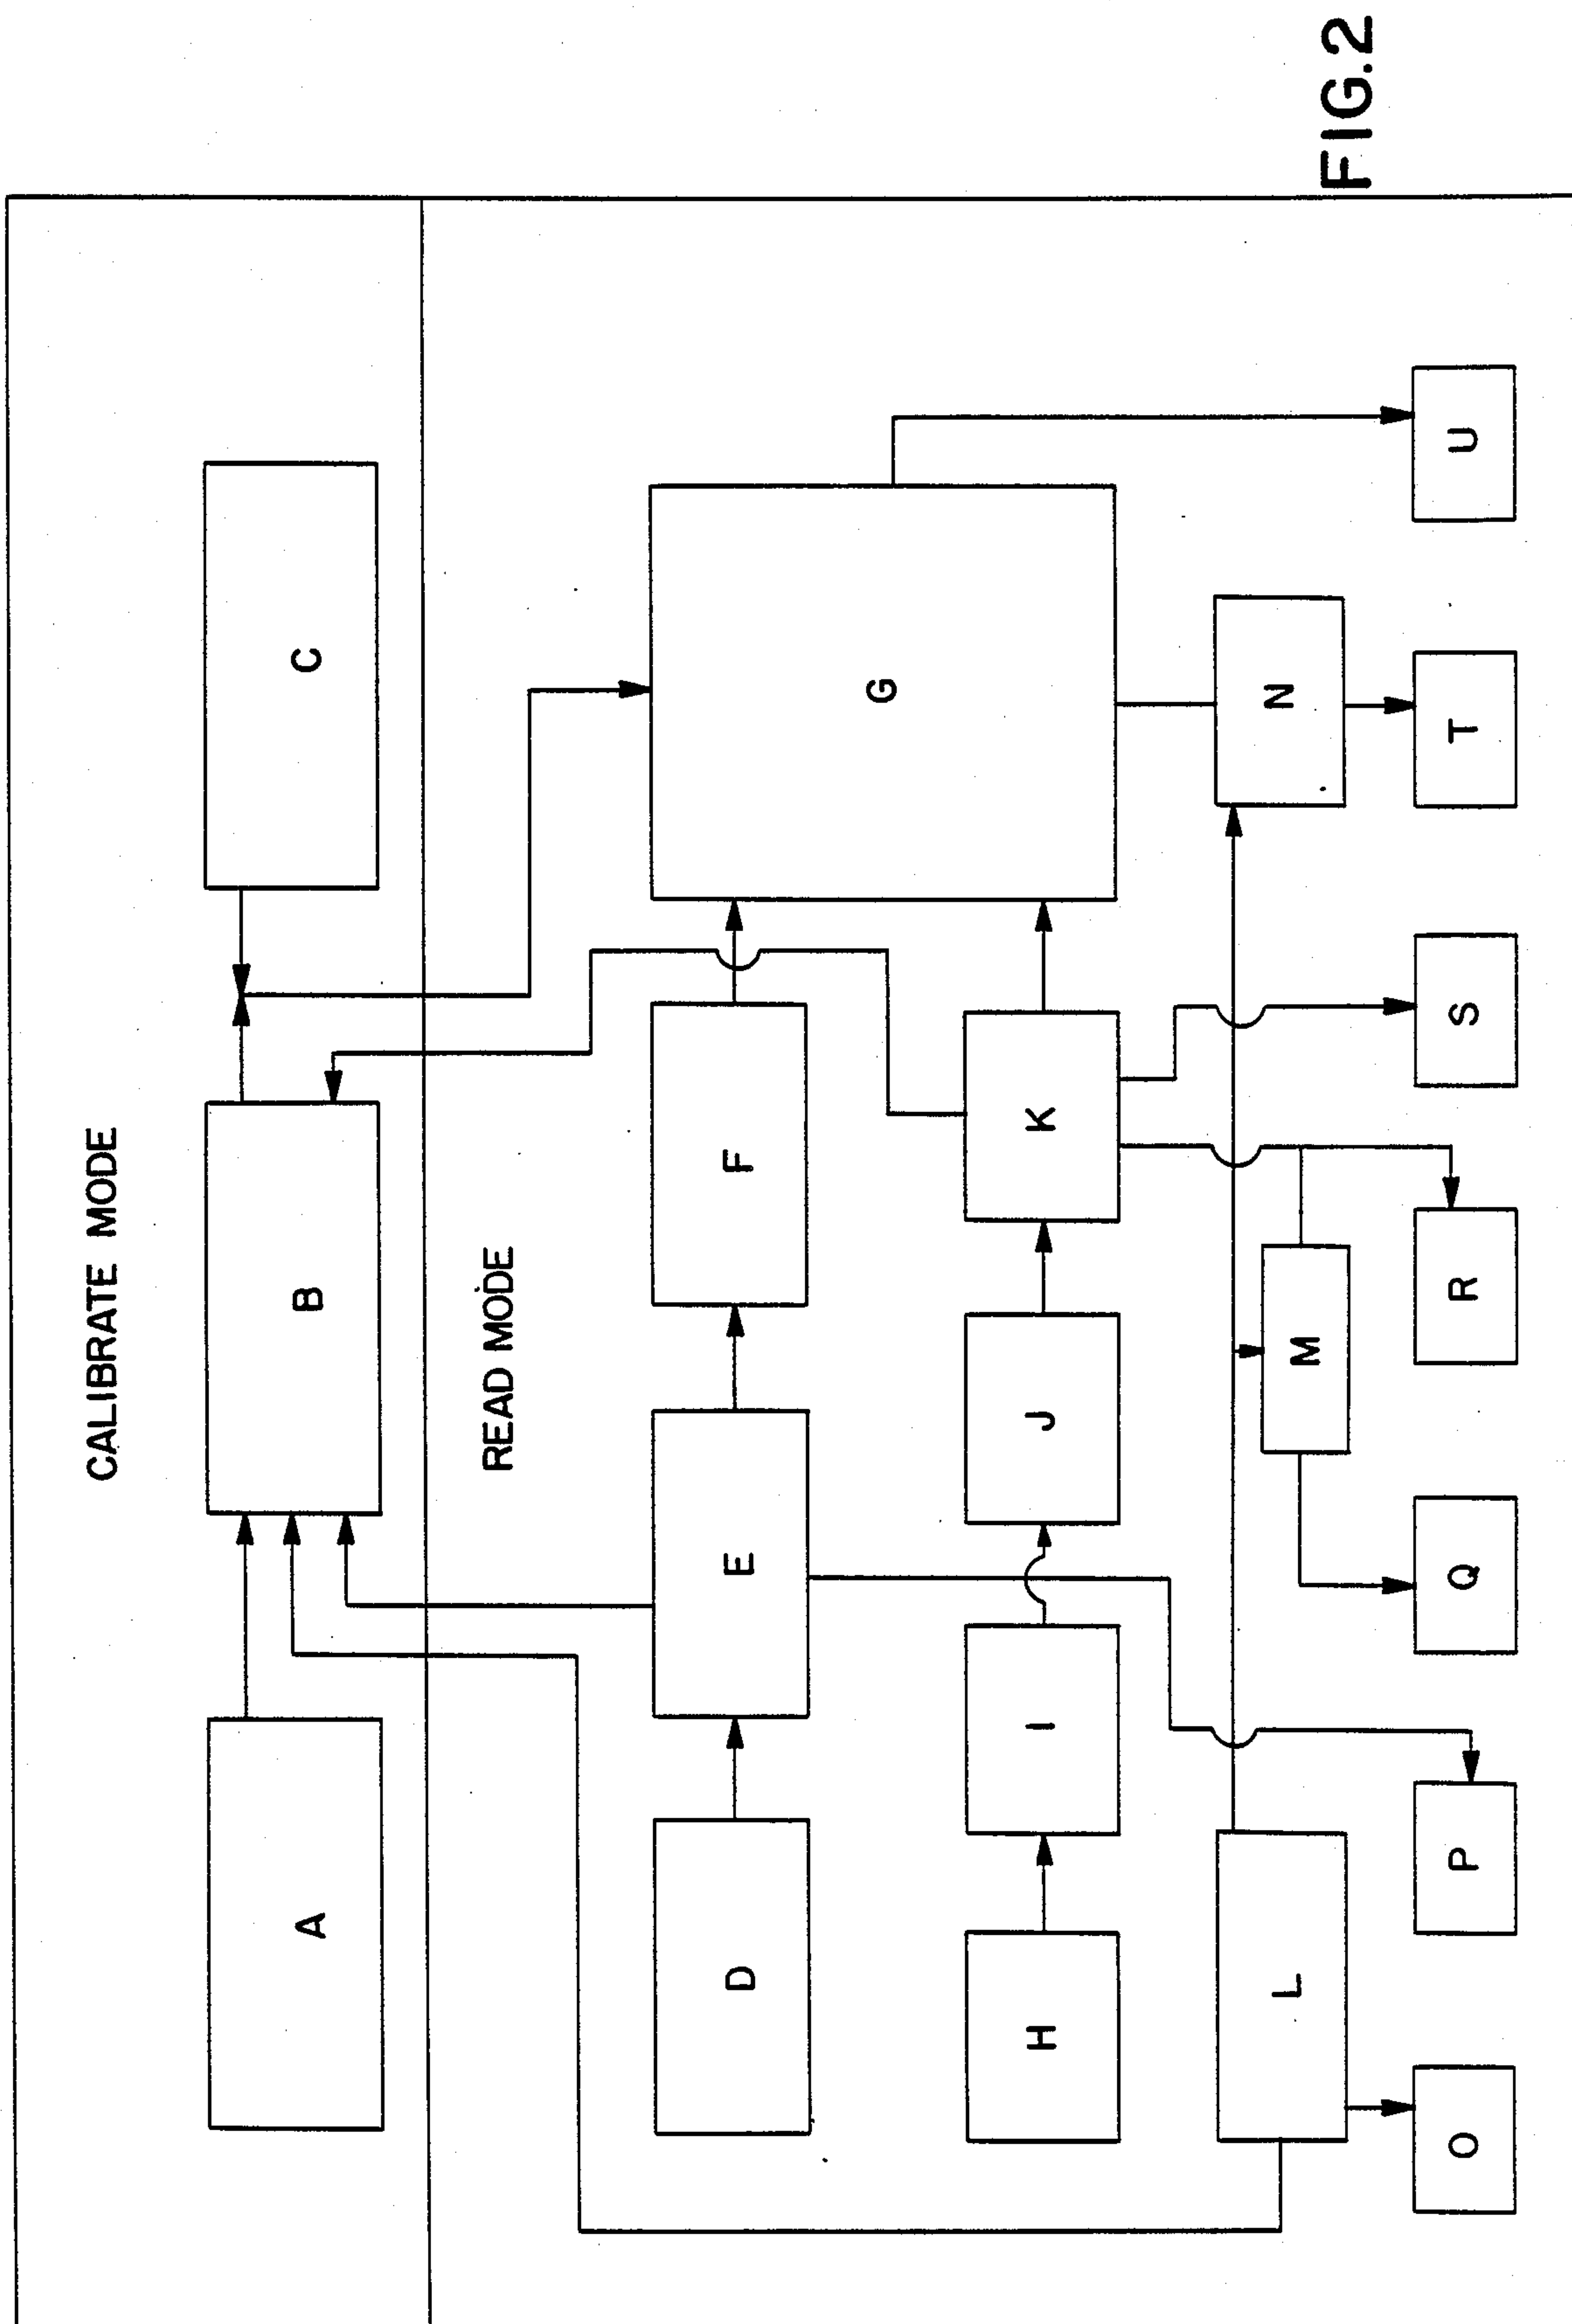 CALIBRATE MODE
A
B
C
READ MODE
D
E
F
G
H
I
J
K
L
M
N
O
P
Q
R
S
T
U
FIG.2